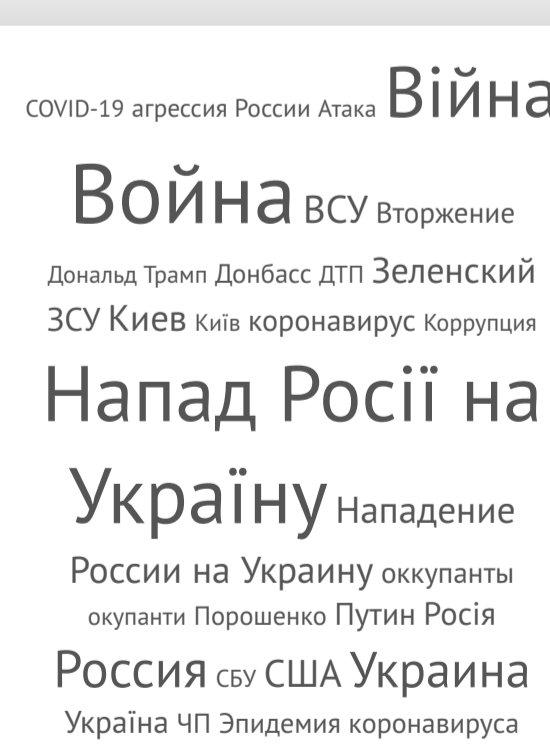 COVID-19 агрессия России Атака Війна
Война ВСУ Вторжение
Дональд Трамп Донбасс ДТП Зеленский
ЗСУ Киев Київ коронавирус Коррупция
Напад Росії на
Україну Нападение
России на Украину оккупанты
окупанти Порошенко Путин Росія
Россия СБУ США Украина
Україна ЧП Эпидемия коронавируса